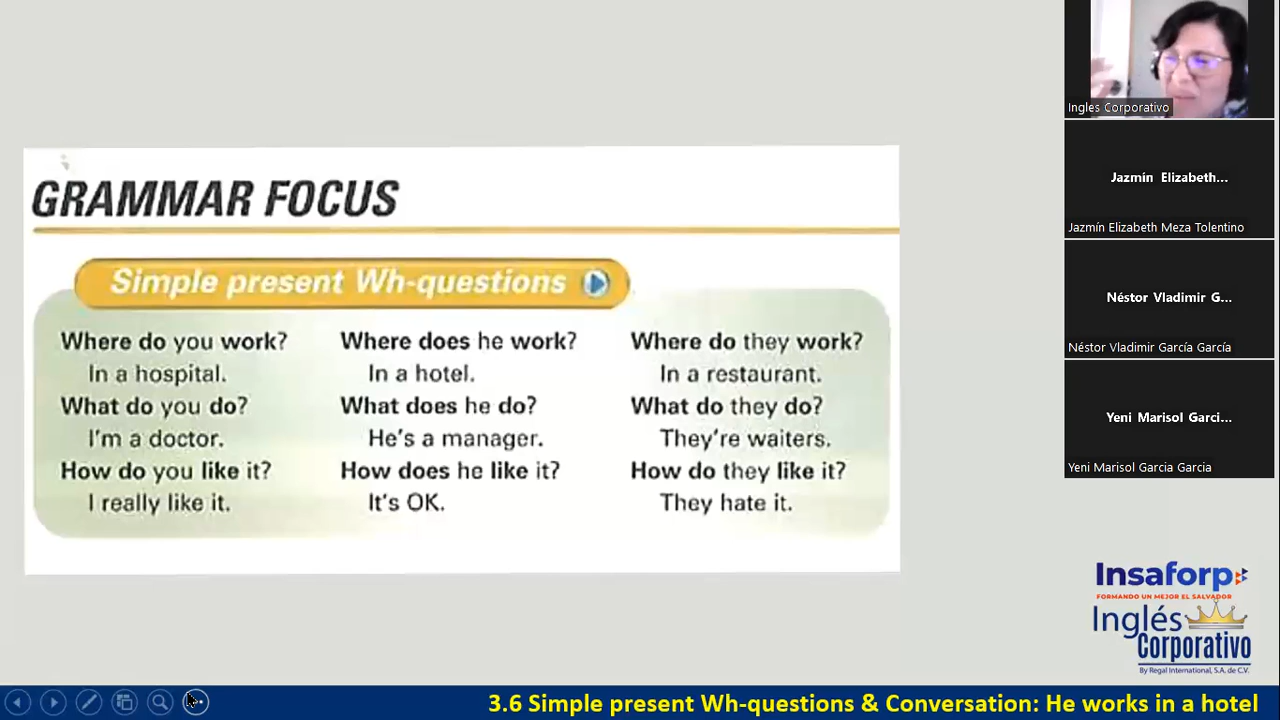 GRAMMAR FOCUS
Simple present Wh-questions
Where do you work?
In a hospital.
What do you do?
I'm a doctor.
How do you like it?
I really like it.
Where does he work?
In a hotel.
What does he do?
He's a manager.
How does he like it?
It's OK.
Where do they work?
In a restaurant.
What do they do?
They're waiters.
How do they like it?
They hate it.
Ingles Corporativo
Jazmín Elizabeth...
Jazmín Elizabeth Meza Tolentino
Néstor Vladimir G...
Néstor Vladimir García García
Yeni Marisol Garci...
Yeni Marisol Garcia Garcia
Insaforp
FORMANDO UN MEJOR EL SALVADOR
Inglés
Corporativo
By Regal International, S.A. de C.V.
3.6 Simple present Wh-questions & Conversation: He works in a hotel